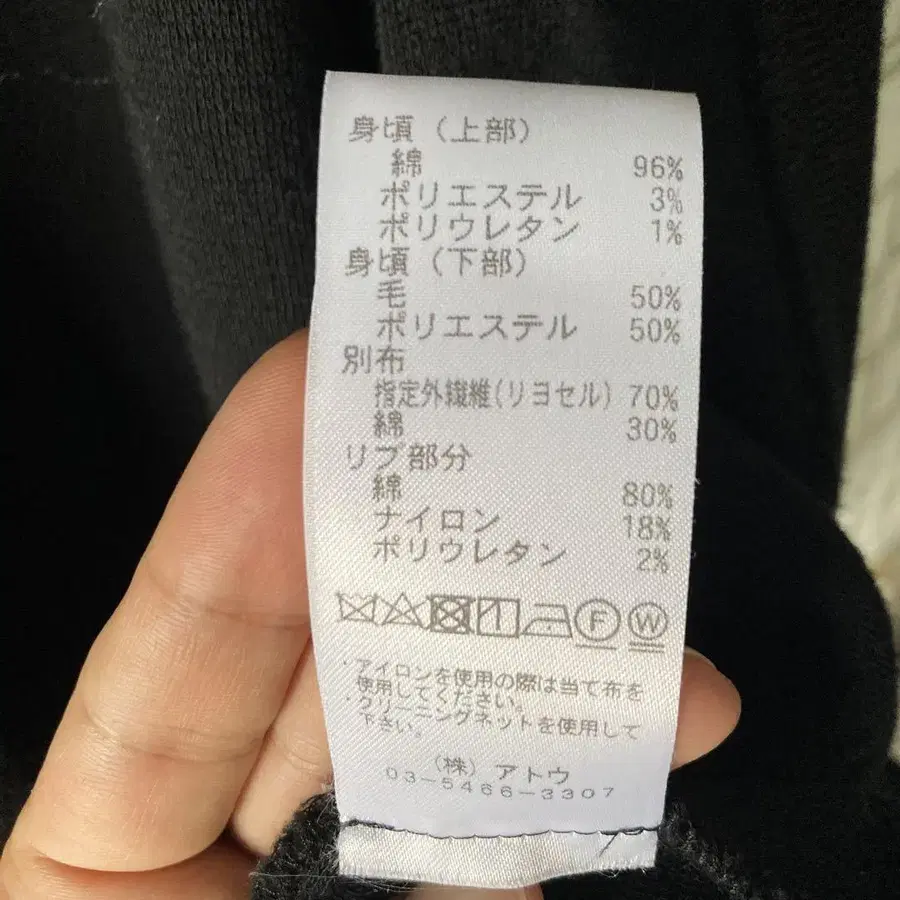 身頃(上部)
綿 96%
ポリエステル 3%
ポリウレタン 1%
身頃(下部)
毛 50%
ポリエステル 50%
別布
指定外繊維(リヨセル) 70%
綿 30%
リブ部分
綿 80%
ナイロン 18%
ポリウレタン 2%
F W
・アイロンを使用の際は当て布を
使用してください。
・クリーニングネットを使用して
下さい。
(株)アトウ
03-5466-3307